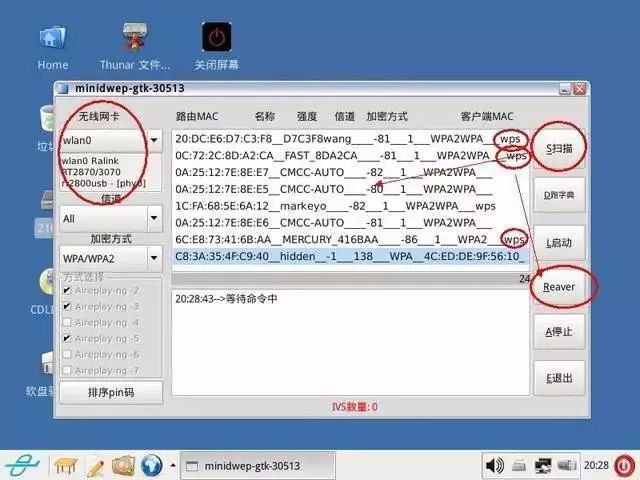 Home
Thunar 文件...
关闭屏幕
minidwep-gtk-30513
无线网卡
路由MAC 名称 强度 信道 加密方式 客户端MAC
wlan0
wlan0 Ralink
RT2870/3070
rt2800usb - [phy0]
信道
All
加密方式
WPA/WPA2
方式选择
Aireplay-ng -2
Aireplay-ng -3
Aireplay-ng -4
Aireplay-ng -5
Aireplay-ng -6
Aireplay-ng -7
排序pin码
20:DC:E6:D7:C3:F8__D7C3F8wang____-81___1___WPA2WPA___wps
0C:72:2C:8D:A2:CA__FAST_8DA2CA____-81___1___WPA2WPA___wps
0A:25:12:7E:8E:E7__CMCC-AUTO____-82___1___WPA2WPA
0A:25:12:7E:8E:E5__CMCC-AUTO____-80___1___WPA2WPA
1C:FA:68:5E:6A:12__markeyo____-82___1___WPA2WPA___wps
0A:25:12:7E:8E:E6__CMCC-AUTO____-81___1___WPA2WPA
6C:E8:73:41:6B:AA__MERCURY_416BAA____-86___1___WPA2___wps
C8:3A:35:4F:C9:40__hidden__-1___138___WPA__4C:ED:DE:9F:56:10_
24
20:28:43-->等待命令中
IVS数量: 0
S扫描
D跑字典
L启动
Reaver
A停止
E退出
垃
CDLI
软盘驱
minidwep-gtk-30513
20:28